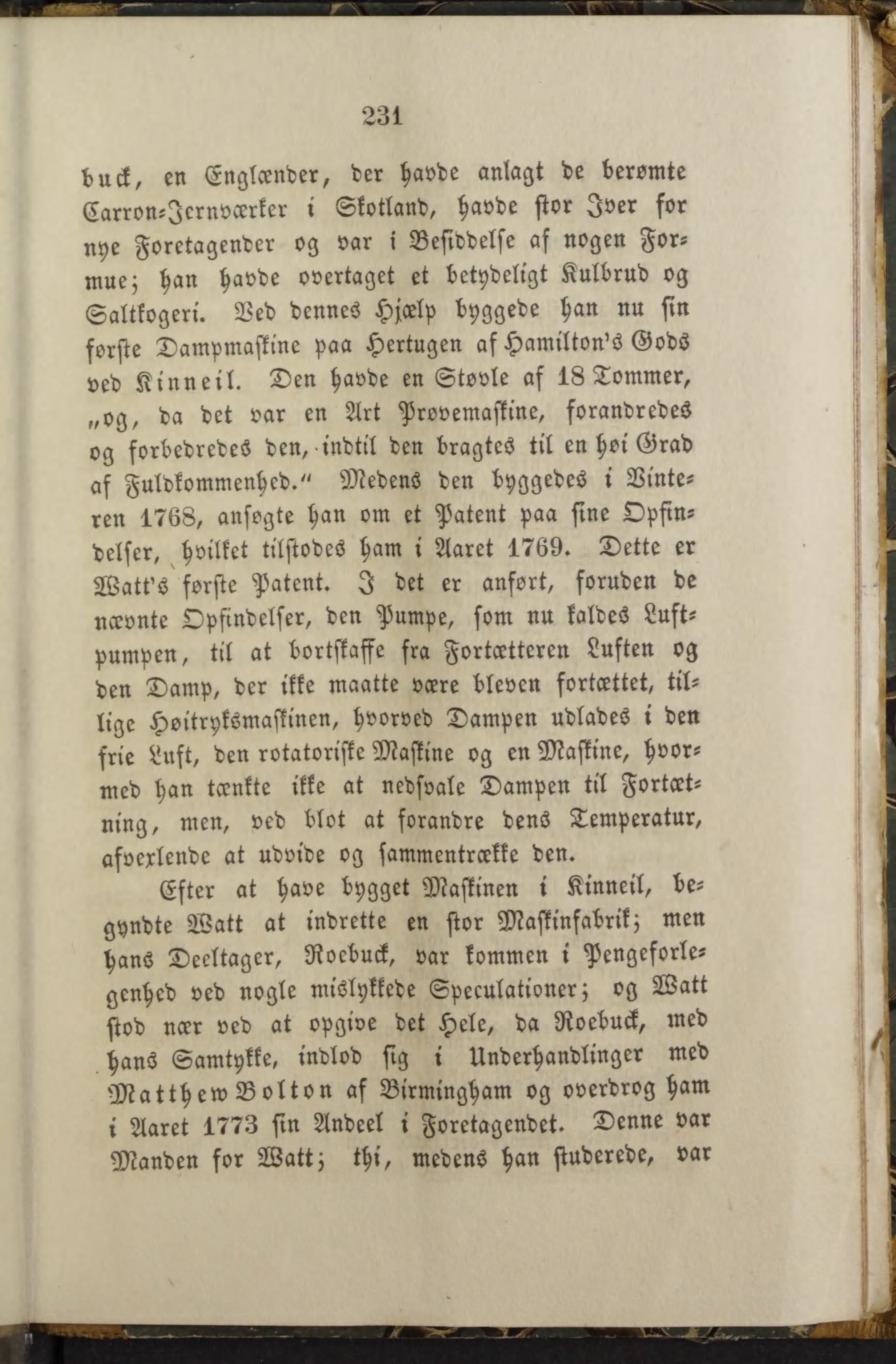 231
buck, en Englænder, der havde anlagt de berømte
Carron-Jernværker i Skotland, havde stor Iver for
nye Foretagender og var i Besiddelse af nogen For-
mue; han havde overtaget et betydeligt Kulbrud og
Saltkogeri. Ved dennes Hjælp byggede han nu sin
første Dampmaskine paa Hertugen af Hamilton's Gods
ved Kinneil. Den havde en Støvle af 18 Tommer,
„og, da det var en Art Prøvemaskine, forandredes
og forbedredes den, indtil den bragtes til en høi Grad
af Fuldkommenhed." Medens den byggedes i Vinte-
ren 1768, ansøgte han om et Patent paa sine Opfin-
delser, hvilket tilstodes ham i Aaret 1769. Dette er
Watt's første Patent. I det er anført, foruden de
nævnte Opfindelser, den Pumpe, som nu kaldes Luft-
pumpen, til at bortskaffe fra Fortætteren Luften og
den Damp, der ikke maatte være bleven fortættet, til-
lige Høitryksmaskinen, hvorved Dampen udlades i den
frie Luft, den rotatoriske Maskine og en Maskine, hvor-
med han tænkte ikke at nedsvale Dampen til Fortæt-
ning, men, ved blot at forandre dens Temperatur,
afvexlende at udvide og sammentrække den.
Efter at have bygget Maskinen i Kinneil, be-
gyndte Watt at indrette en stor Maskinfabrik; men
hans Deeltager, Roebuck, var kommen i Pengeforle-
genhed ved nogle mislykkede Speculationer; og Watt
stod nær ved at opgive det Hele, da Roebuck, med
hans Samtykke, indlod sig i Underhandlinger med
Matthew Bolton af Birmingham og overdrog ham
i Aaret 1773 sin Andeel i Foretagendet. Denne var
Manden for Watt; thi, medens han studerede, var